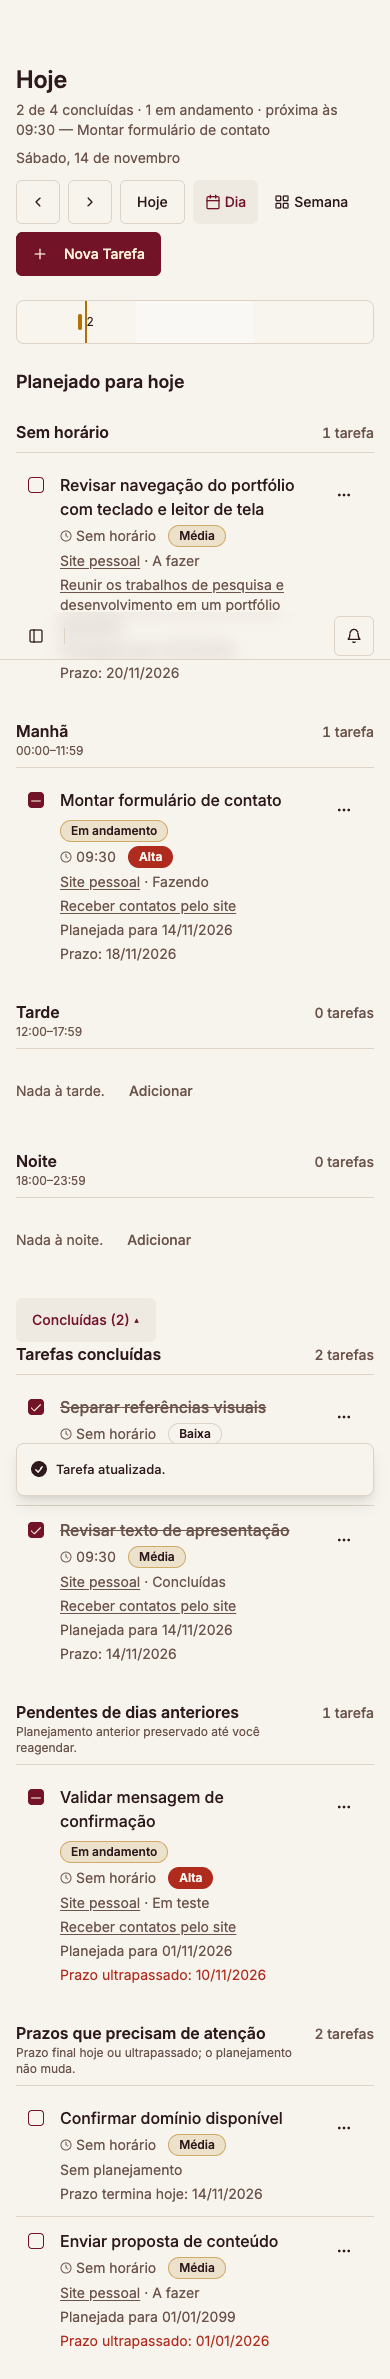 Hoje
2 de 4 concluídas · 1 em andamento · próxima às
09:30 — Montar formulário de contato
Sábado, 14 de novembro
Hoje
Dia
Semana
Nova Tarefa
2
Planejado para hoje
Sem horário
1 tarefa
Revisar navegação do portfólio
com teclado e leitor de tela
Sem horário
Média
Site pessoal · A fazer
Reunir os trabalhos de pesquisa e
desenvolvimento em um portfólio
Prazo: 20/11/2026
Manhã
1 tarefa
00:00–11:59
Montar formulário de contato
Em andamento
09:30
Alta
Site pessoal · Fazendo
Receber contatos pelo site
Planejada para 14/11/2026
Prazo: 18/11/2026
Tarde
0 tarefas
12:00–17:59
Nada à tarde.
Adicionar
Noite
0 tarefas
18:00–23:59
Nada à noite.
Adicionar
Concluídas (2)
Tarefas concluídas
2 tarefas
Separar referências visuais
Sem horário
Baixa
Tarefa atualizada.
Revisar texto de apresentação
09:30
Média
Site pessoal · Concluídas
Receber contatos pelo site
Planejada para 14/11/2026
Prazo: 14/11/2026
Pendentes de dias anteriores
1 tarefa
Planejamento anterior preservado até você
reagendar.
Validar mensagem de
confirmação
Em andamento
Sem horário
Alta
Site pessoal · Em teste
Receber contatos pelo site
Planejada para 01/11/2026
Prazo ultrapassado: 10/11/2026
Prazos que precisam de atenção
2 tarefas
Prazo final hoje ou ultrapassado; o planejamento
não muda.
Confirmar domínio disponível
Sem horário
Média
Sem planejamento
Prazo termina hoje: 14/11/2026
Enviar proposta de conteúdo
Sem horário
Média
Site pessoal · A fazer
Planejada para 01/01/2099
Prazo ultrapassado: 01/01/2026